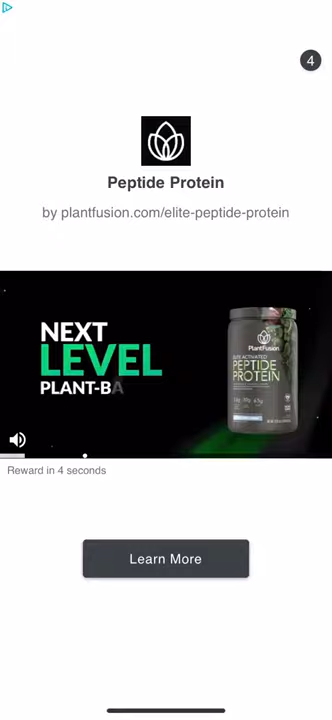 4
Peptide Protein
by plantfusion.com/elite-peptide-protein
NEXT
LEVEL
PLANT-BA
PlantFusion
PEPTIDE
PROTEIN
Reward in 4 seconds
Learn More